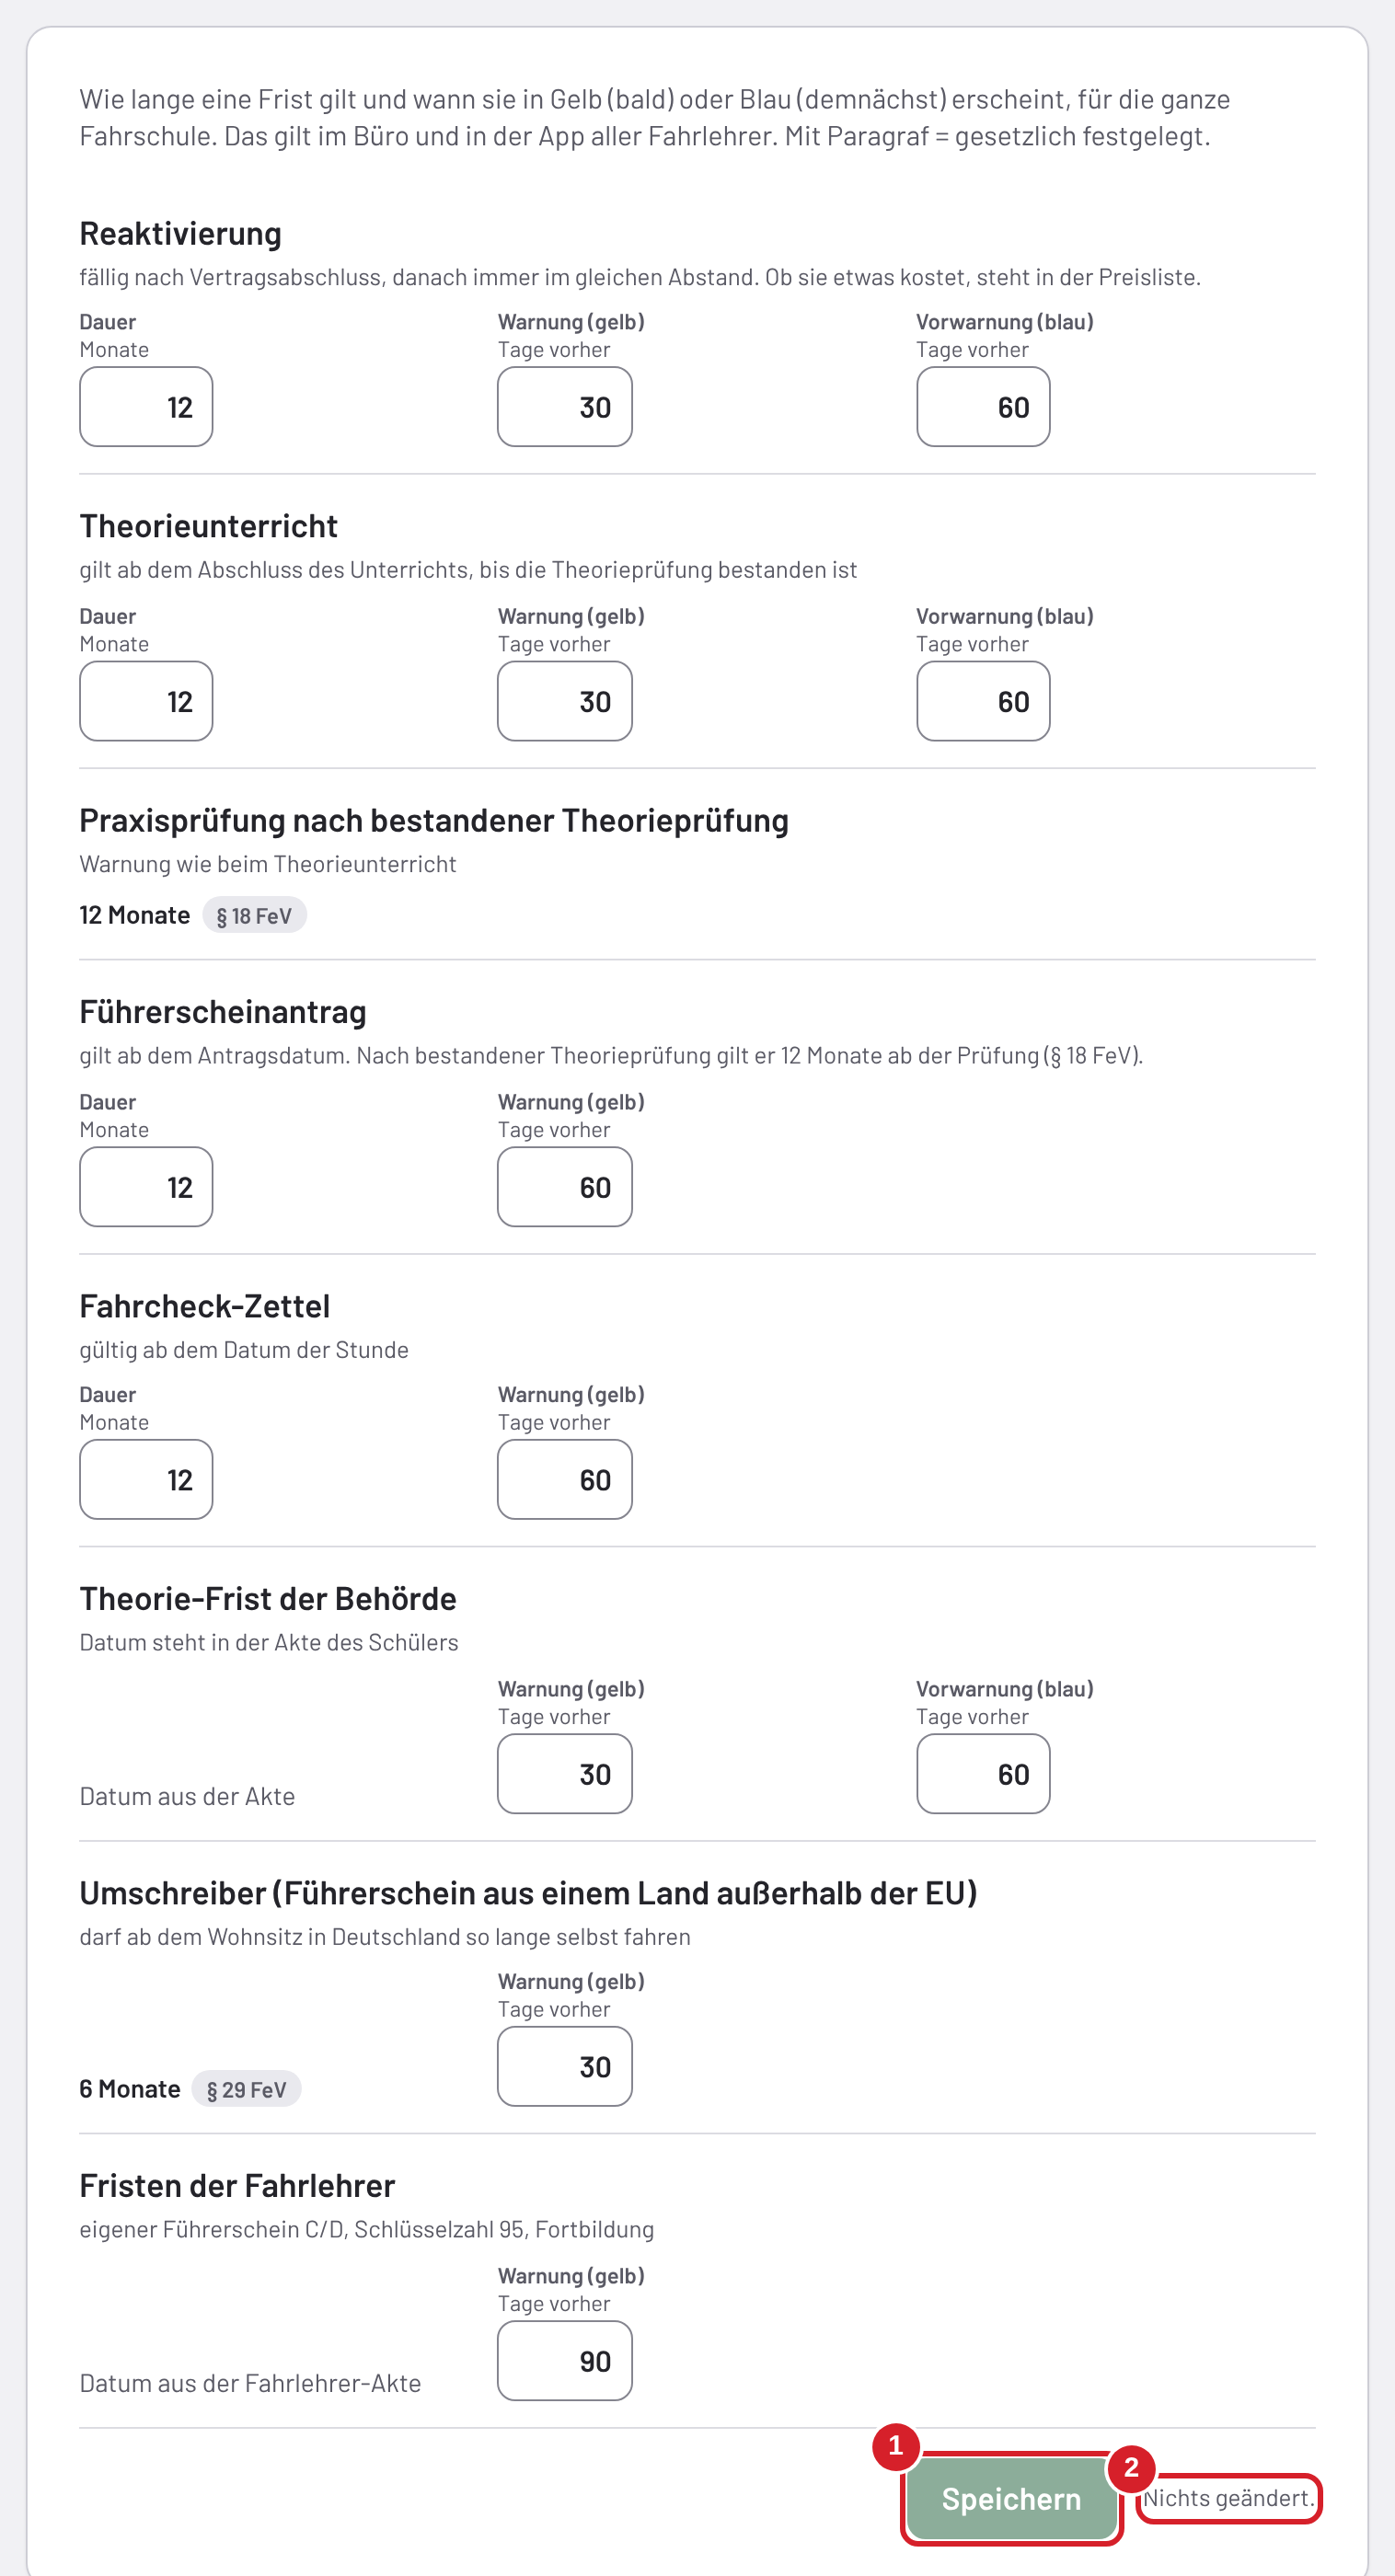 Wie lange eine Frist gilt und wann sie in Gelb (bald) oder Blau (demnächst) erscheint, für die ganze
Fahrschule. Das gilt im Büro und in der App aller Fahrlehrer. Mit Paragraf = gesetzlich festgelegt.
Reaktivierung
fällig nach Vertragsabschluss, danach immer im gleichen Abstand. Ob sie etwas kostet, steht in der Preisliste.
Dauer Warnung (gelb) Vorwarnung (blau)
Monate Tage vorher Tage vorher
12 30 60
Theorieunterricht
gilt ab dem Abschluss des Unterrichts, bis die Theorieprüfung bestanden ist
Dauer Warnung (gelb) Vorwarnung (blau)
Monate Tage vorher Tage vorher
12 30 60
Praxisprüfung nach bestandener Theorieprüfung
Warnung wie beim Theorieunterricht
12 Monate § 18 FeV
Führerscheinantrag
gilt ab dem Antragsdatum. Nach bestandener Theorieprüfung gilt er 12 Monate ab der Prüfung (§ 18 FeV).
Dauer Warnung (gelb)
Monate Tage vorher
12 60
Fahrcheck-Zettel
gültig ab dem Datum der Stunde
Dauer Warnung (gelb)
Monate Tage vorher
12 60
Theorie-Frist der Behörde
Datum steht in der Akte des Schülers
Warnung (gelb) Vorwarnung (blau)
Tage vorher Tage vorher
Datum aus der Akte 30 60
Umschreiber (Führerschein aus einem Land außerhalb der EU)
darf ab dem Wohnsitz in Deutschland so lange selbst fahren
Warnung (gelb)
Tage vorher
6 Monate § 29 FeV 30
Fristen der Fahrlehrer
eigener Führerschein C/D, Schlüsselzahl 95, Fortbildung
Warnung (gelb)
Tage vorher
Datum aus der Fahrlehrer-Akte 90
1 2
Speichern Nichts geändert.